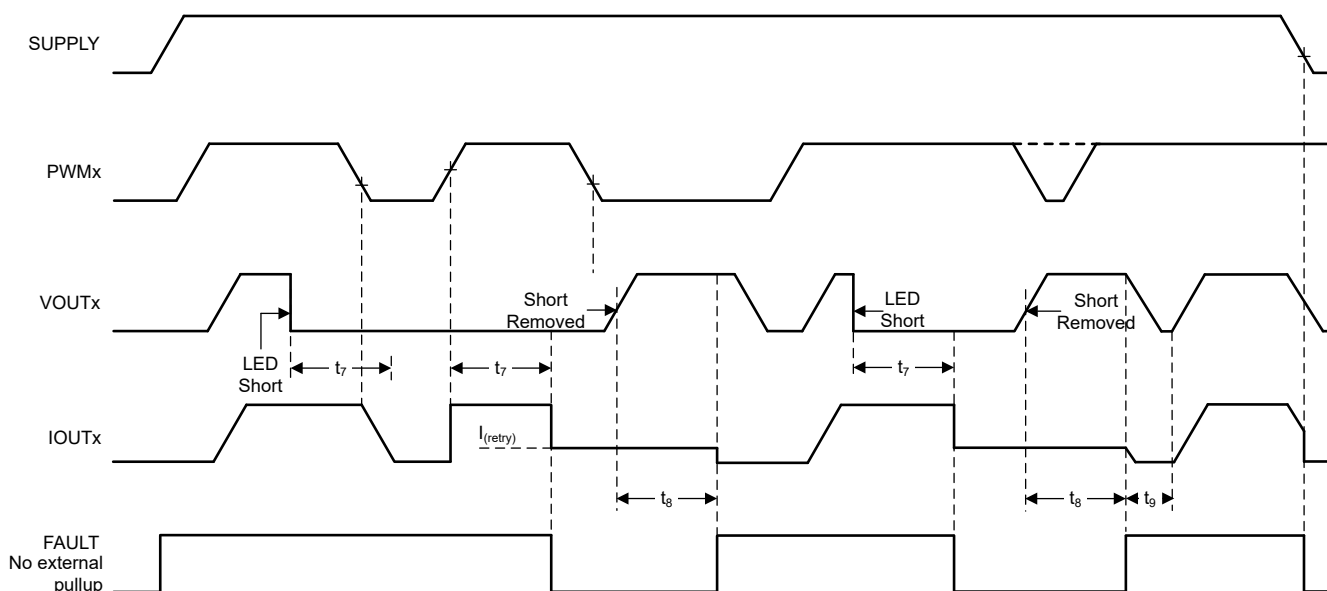 SUPPLY
PWMx
VOUTx
LED
Short
t7
t7
Short
Removed
LED
Short
t7
Short
Removed
IOUTx
I(retry)
t8
t8
t9
FAULT
No external
pullup